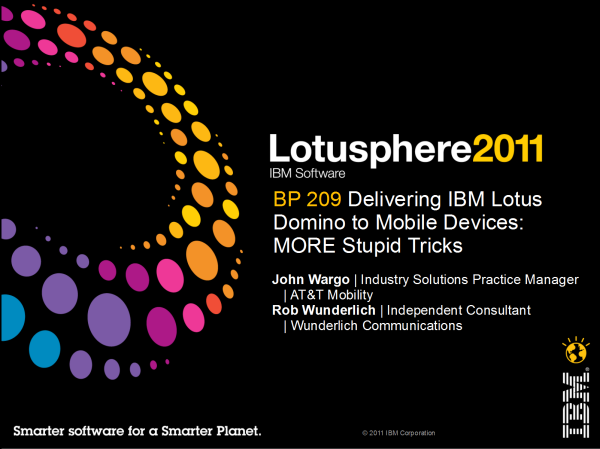 Lotusphere2011
IBM Software
BP 209 Delivering IBM Lotus
Domino to Mobile Devices:
MORE Stupid Tricks
John Wargo | Industry Solutions Practice Manager
| AT&T Mobility
Rob Wunderlich | Independent Consultant
| Wunderlich Communications
IBM
Smarter software for a Smarter Planet.
© 2011 IBM Corporation